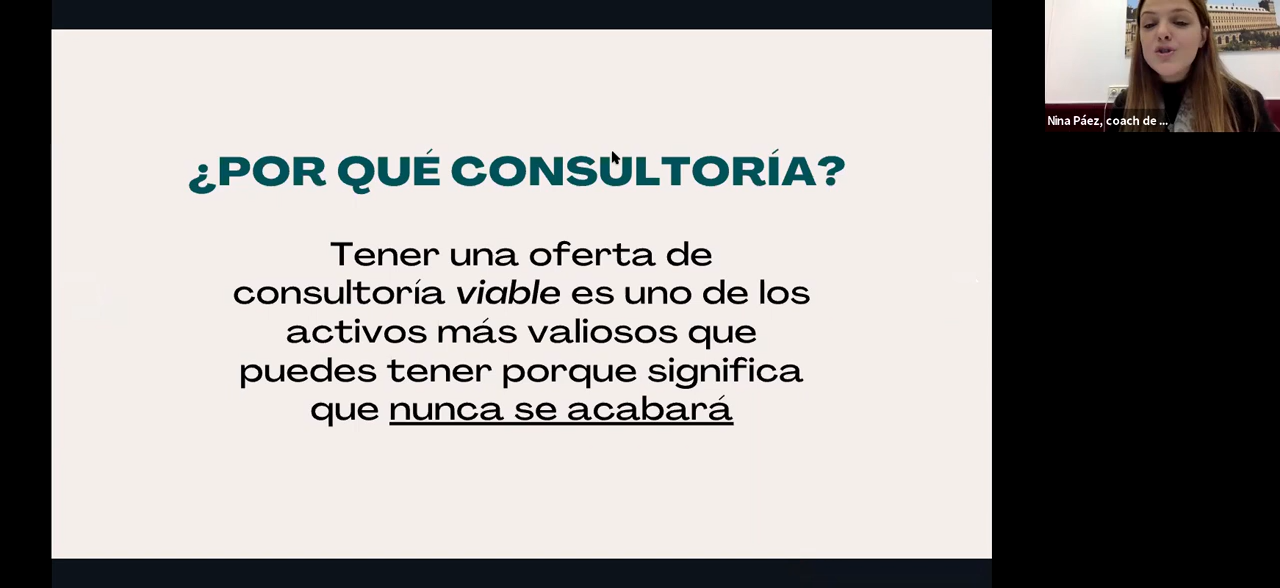 ¿POR QUÉ CONSULTORÍA?
Tener una oferta de
consultoría viable es uno de los
activos más valiosos que
puedes tener porque significa
que nunca se acabará
Nina Páez, coach de ...